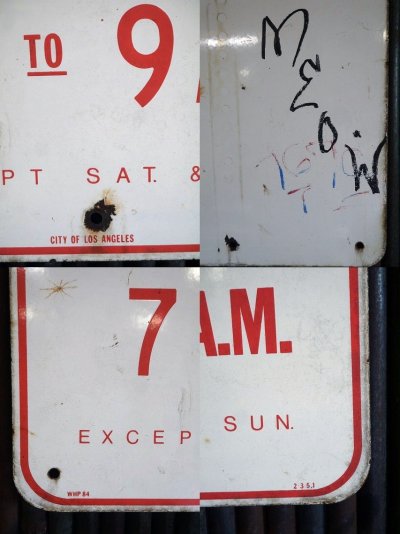 TO 9
PT SAT. &
CITY OF LOS ANGELES
MEOW
7 A.M.
EXCEP SUN.
WHP 84
2 3 5.1